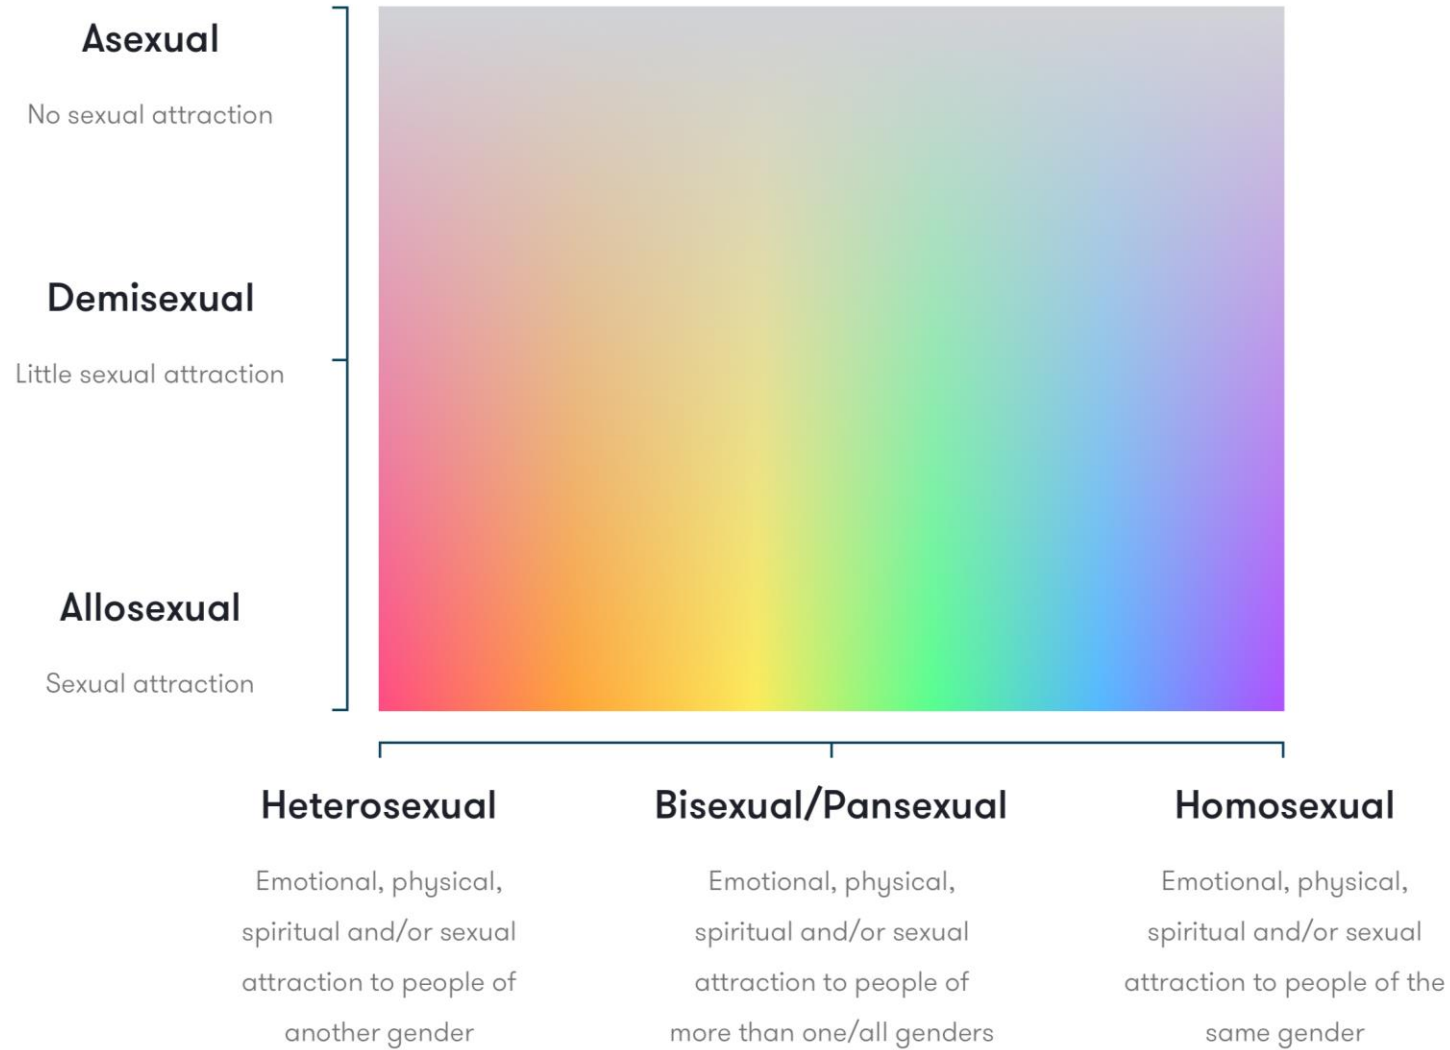 Asexual
No sexual attraction
Demisexual
Little sexual attraction
Allosexual
Sexual attraction
Heterosexual
Emotional, physical,
spiritual and/or sexual
attraction to people of
another gender
Bisexual/Pansexual
Emotional, physical,
spiritual and/or sexual
attraction to people of
more than one/all genders
Homosexual
Emotional, physical,
spiritual and/or sexual
attraction to people of the
same gender